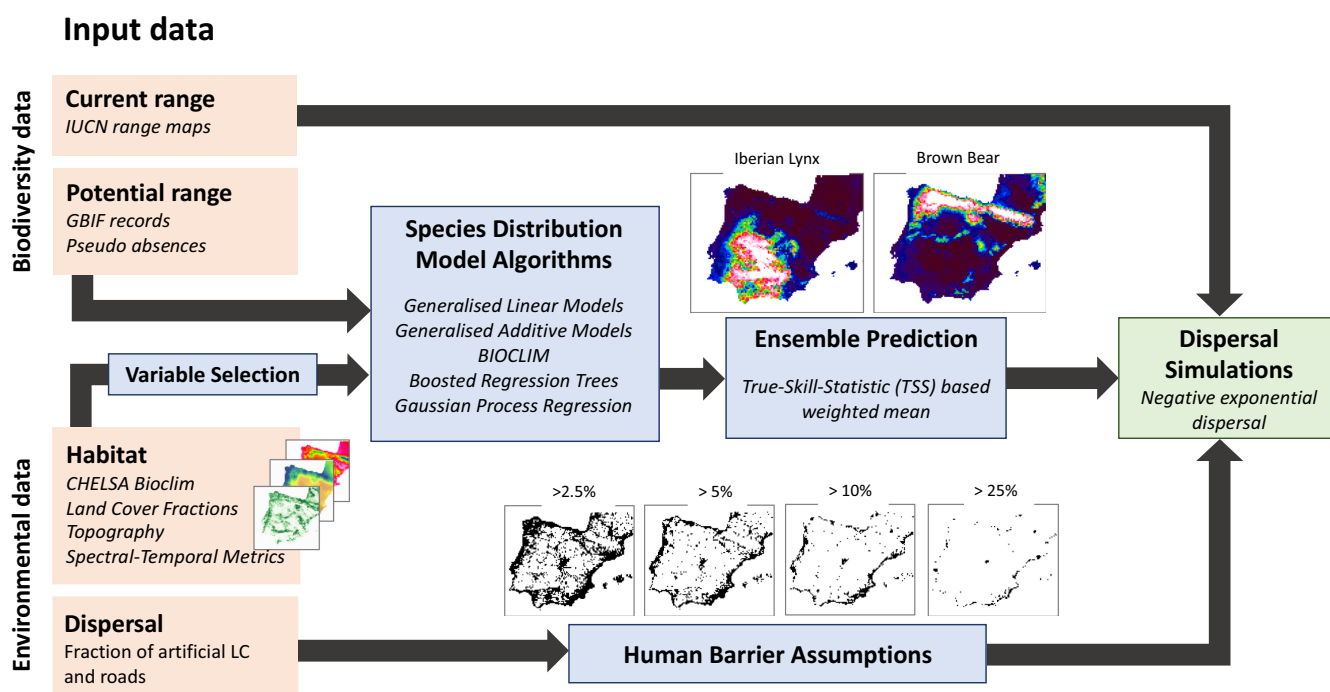 Input data
Biodiversity data
Current range
IUCN range maps
Potential range
GBIF records
Pseudo absences
Species Distribution
Model Algorithms
Generalised Linear Models
Generalised Additive Models
BIOCLIM
Boosted Regression Trees
Gaussian Process Regression
Iberian Lynx
Brown Bear
Ensemble Prediction
True-Skill-Statistic (TSS) based
weighted mean
Dispersal
Simulations
Negative exponential
dispersal
Variable Selection
Environmental data
Habitat
CHELSA Bioclim
Land Cover Fractions
Topography
Spectral-Temporal Metrics
>2.5%
> 5%
> 10%
> 25%
Dispersal
Fraction of artificial LC
and roads
Human Barrier Assumptions